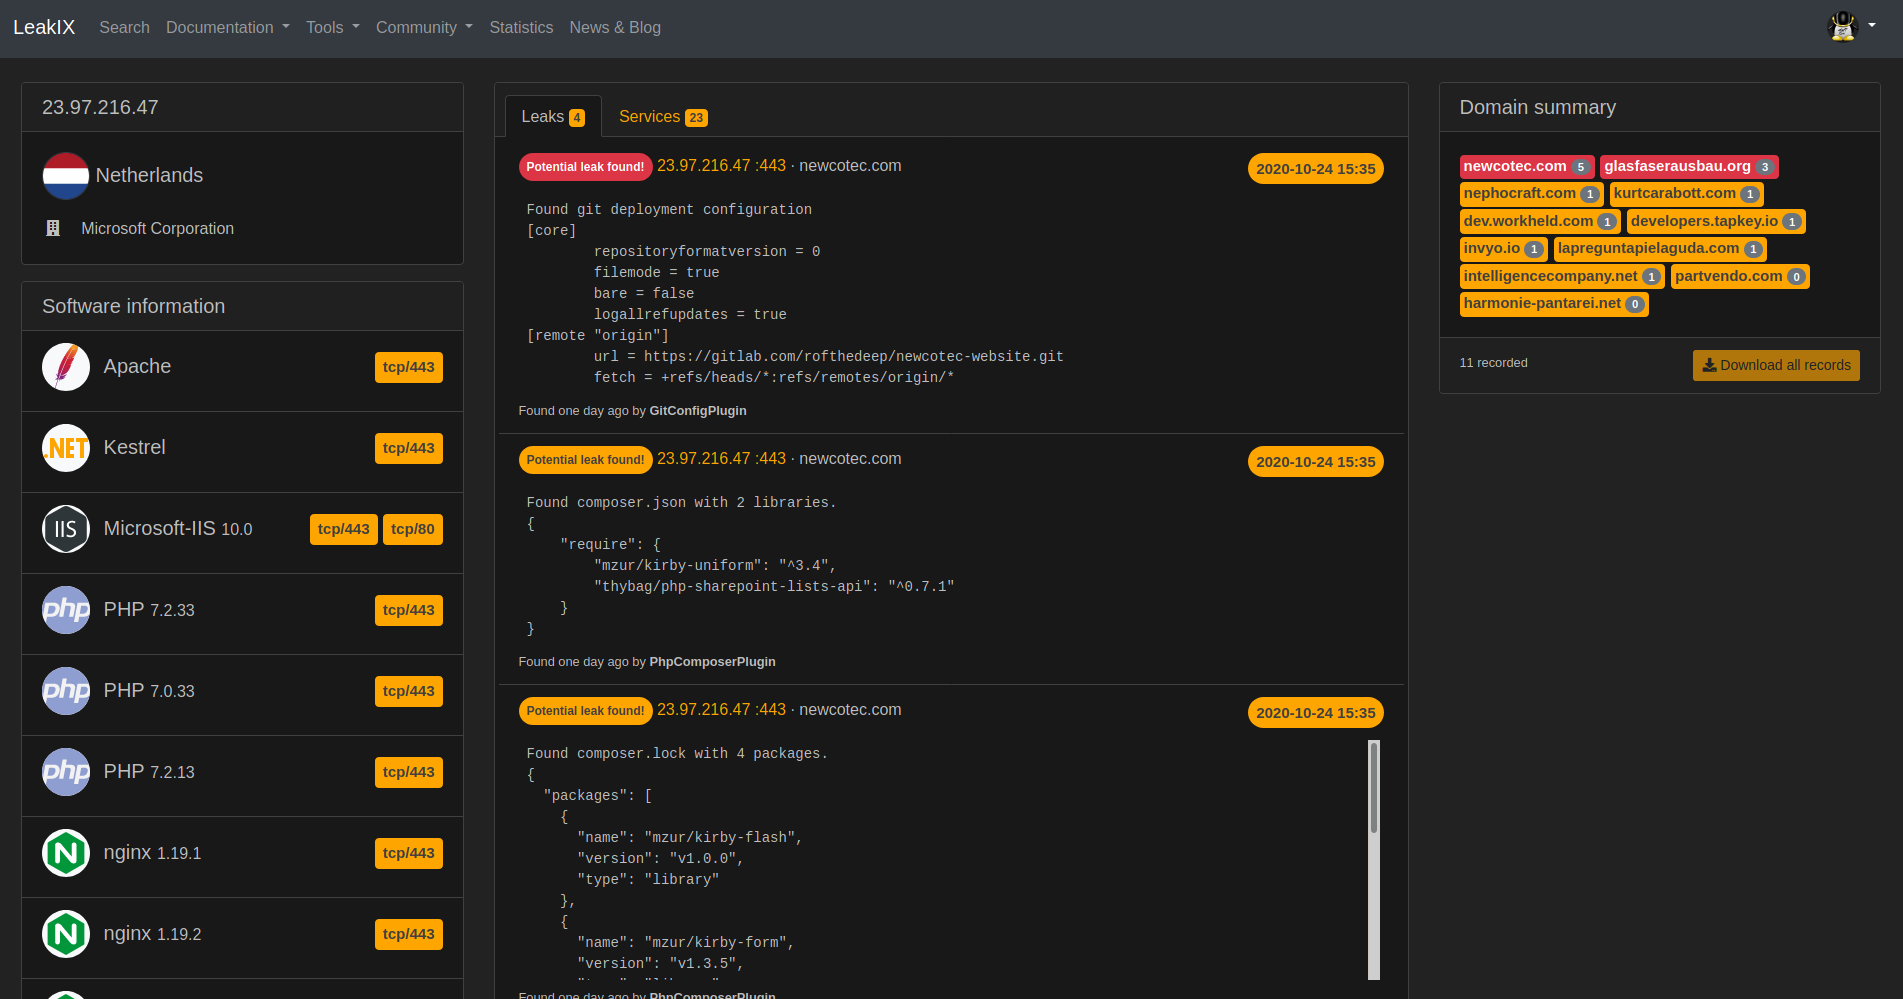 LeakIX Search Documentation Tools Community Statistics News & Blog
23.97.216.47
Netherlands
Microsoft Corporation
Software information
Apache tcp/443
.NET Kestrel tcp/443
IIS Microsoft-IIS 10.0 tcp/443 tcp/80
php PHP 7.2.33 tcp/443
php PHP 7.0.33 tcp/443
php PHP 7.2.13 tcp/443
N nginx 1.19.1 tcp/443
N nginx 1.19.2 tcp/443
Leaks 4 Services 23
Potential leak found! 23.97.216.47 :443 · newcotec.com 2020-10-24 15:35
Found git deployment configuration
[core]
repositoryformatversion = 0
filemode = true
bare = false
logallrefupdates = true
[remote "origin"]
url = https://gitlab.com/rofthedeep/newcotec-website.git
fetch = +refs/heads/*:refs/remotes/origin/*
Found one day ago by GitConfigPlugin
Potential leak found! 23.97.216.47 :443 · newcotec.com 2020-10-24 15:35
Found composer.json with 2 libraries.
{
"require": {
"mzur/kirby-uniform": "^3.4",
"thybag/php-sharepoint-lists-api": "^0.7.1"
}
}
Found one day ago by PhpComposerPlugin
Potential leak found! 23.97.216.47 :443 · newcotec.com 2020-10-24 15:35
Found composer.lock with 4 packages.
{
"packages": [
{
"name": "mzur/kirby-flash",
"version": "v1.0.0",
"type": "library"
},
{
"name": "mzur/kirby-form",
"version": "v1.3.5",
Found one day ago by PhpComposerPlugin
Domain summary
newcotec.com 5 glasfaserausbau.org 3
nephocraft.com 1 kurtcarabott.com 1
dev.workheld.com 1 developers.tapkey.io 1
invyo.io 1 lapreguntapielaguda.com 1
intelligencecompany.net 1 partvendo.com 0
harmonie-pantarei.net 0
11 recorded Download all records